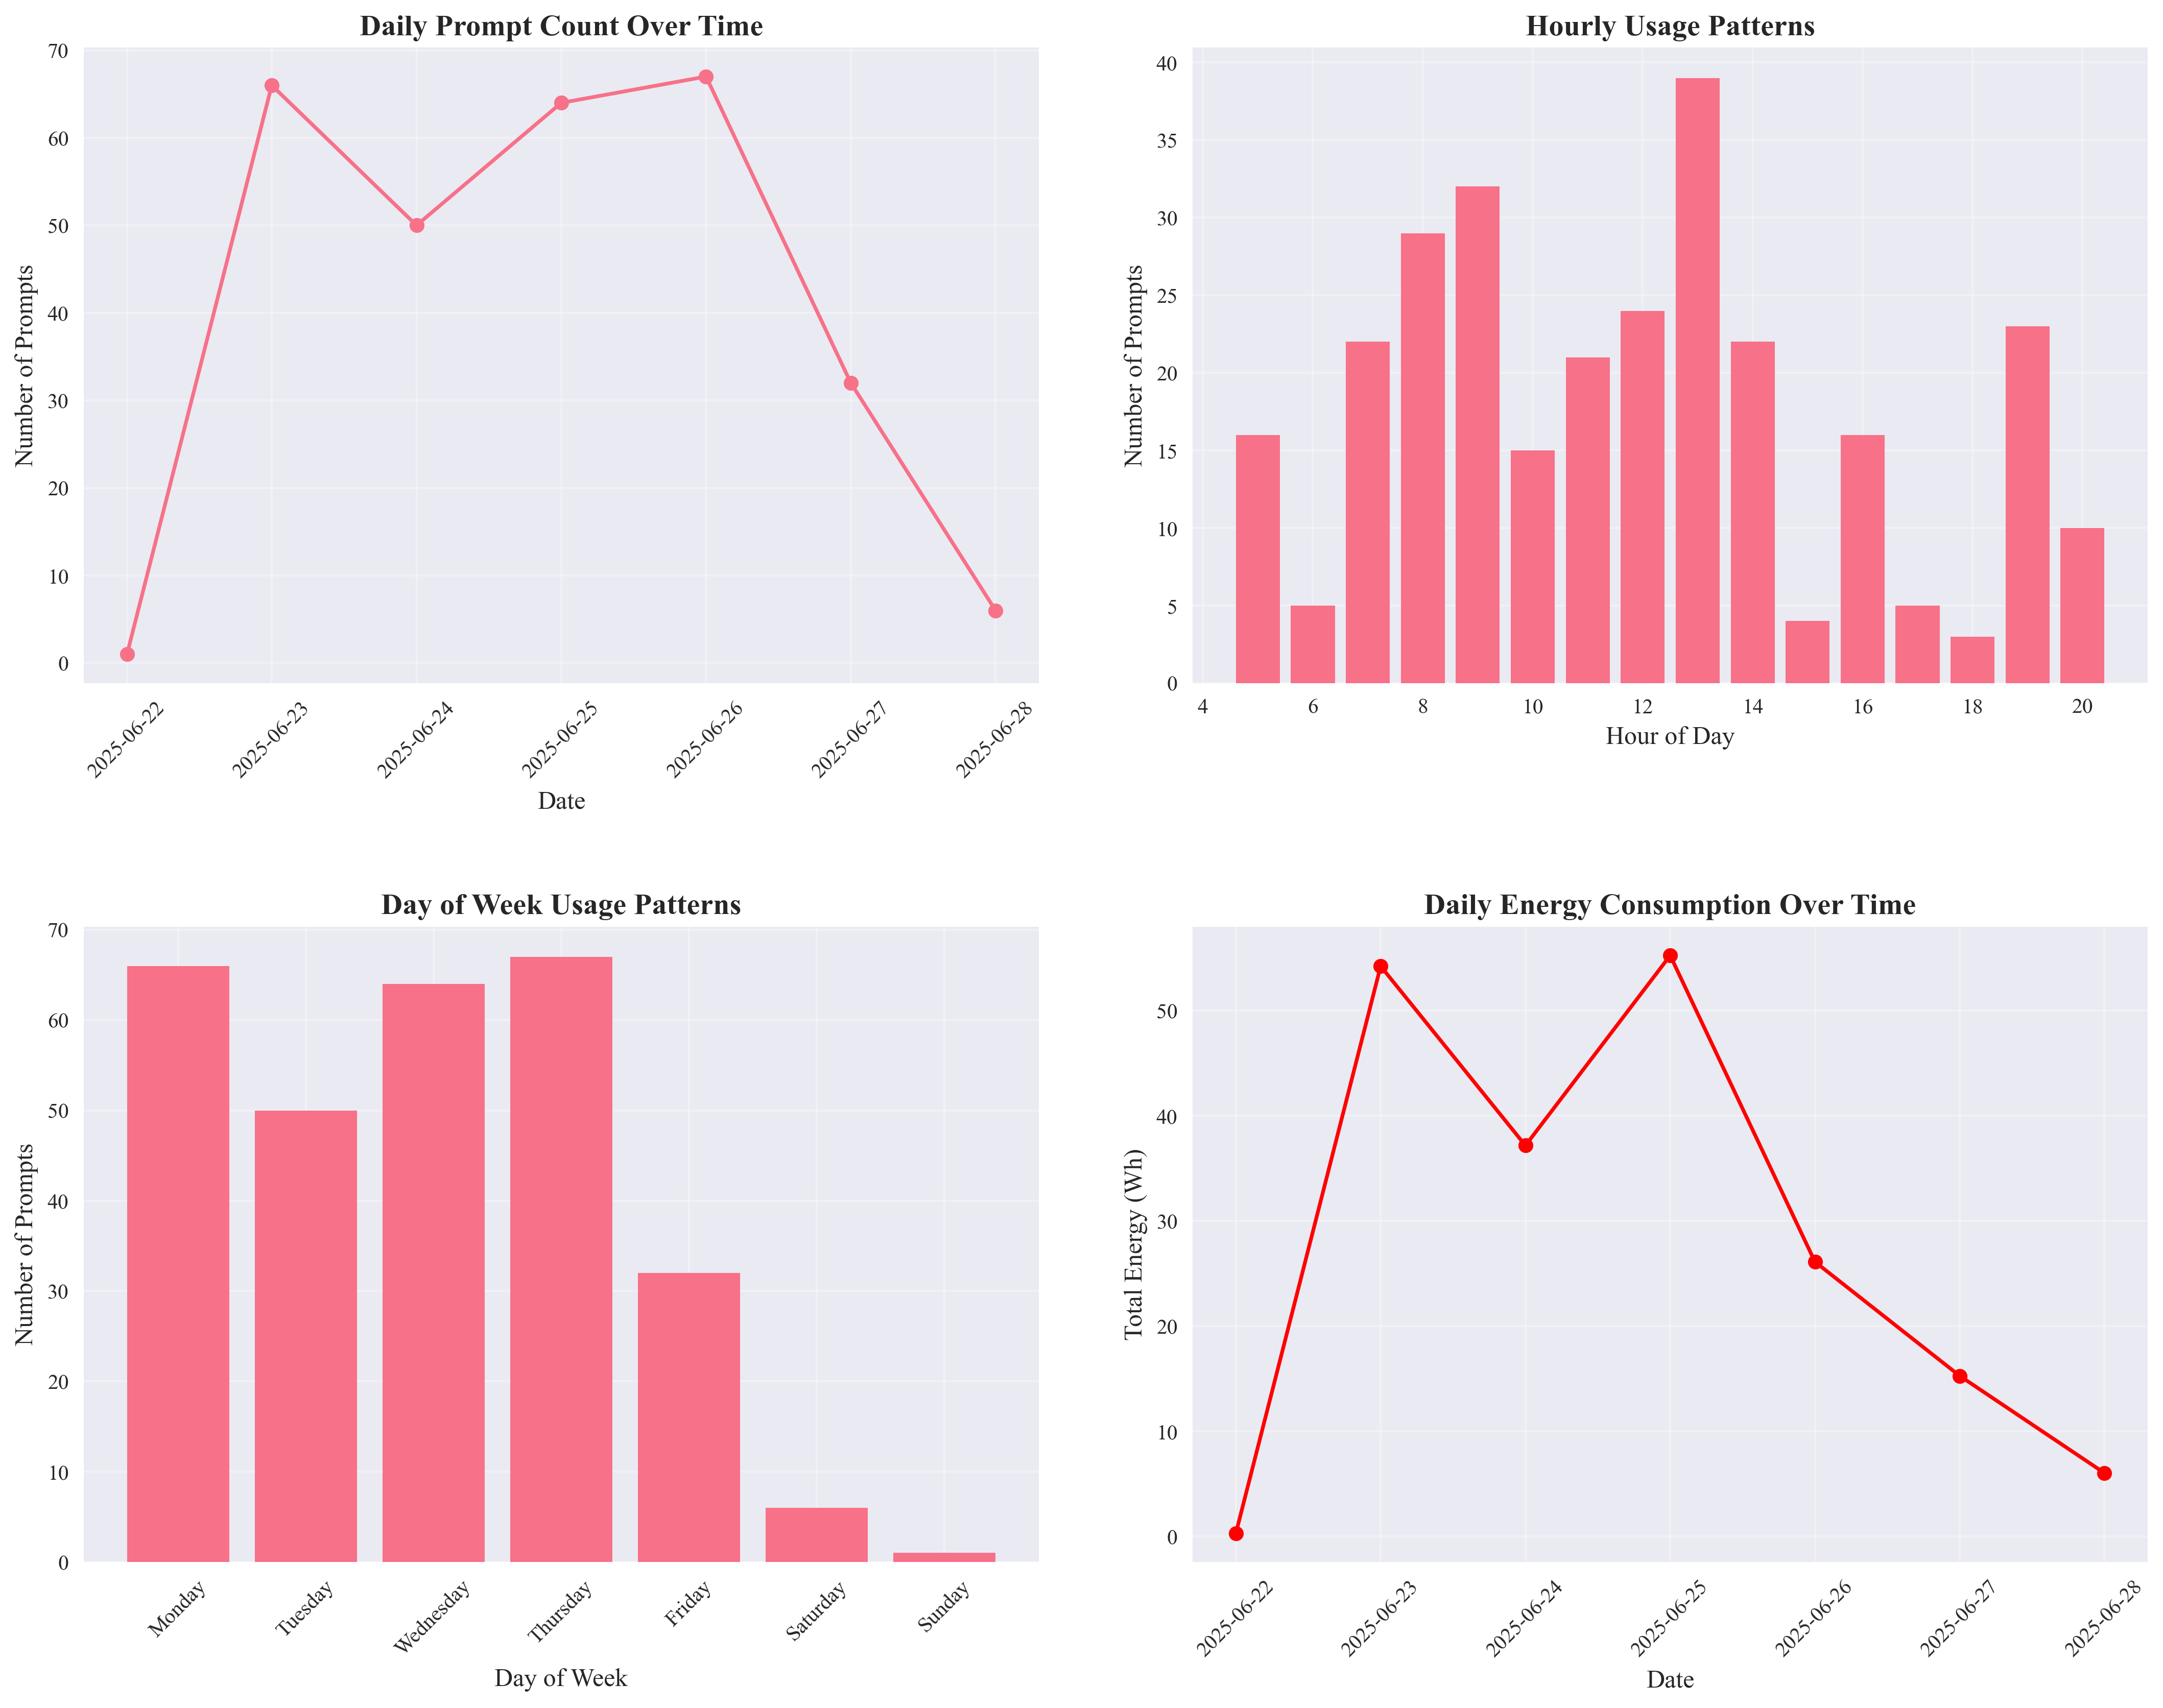 Daily Prompt Count Over Time
Number of Prompts
70
60
50
40
30
20
10
0
2025-06-22
2025-06-23
2025-06-24
2025-06-25
2025-06-26
2025-06-27
2025-06-28
Date
Hourly Usage Patterns
Number of Prompts
40
35
30
25
20
15
10
5
0
4 6 8 10 12 14 16 18 20
Hour of Day
Day of Week Usage Patterns
Number of Prompts
70
60
50
40
30
20
10
0
Monday
Tuesday
Wednesday
Thursday
Friday
Saturday
Sunday
Day of Week
Daily Energy Consumption Over Time
Total Energy (Wh)
50
40
30
20
10
0
2025-06-22
2025-06-23
2025-06-24
2025-06-25
2025-06-26
2025-06-27
2025-06-28
Date